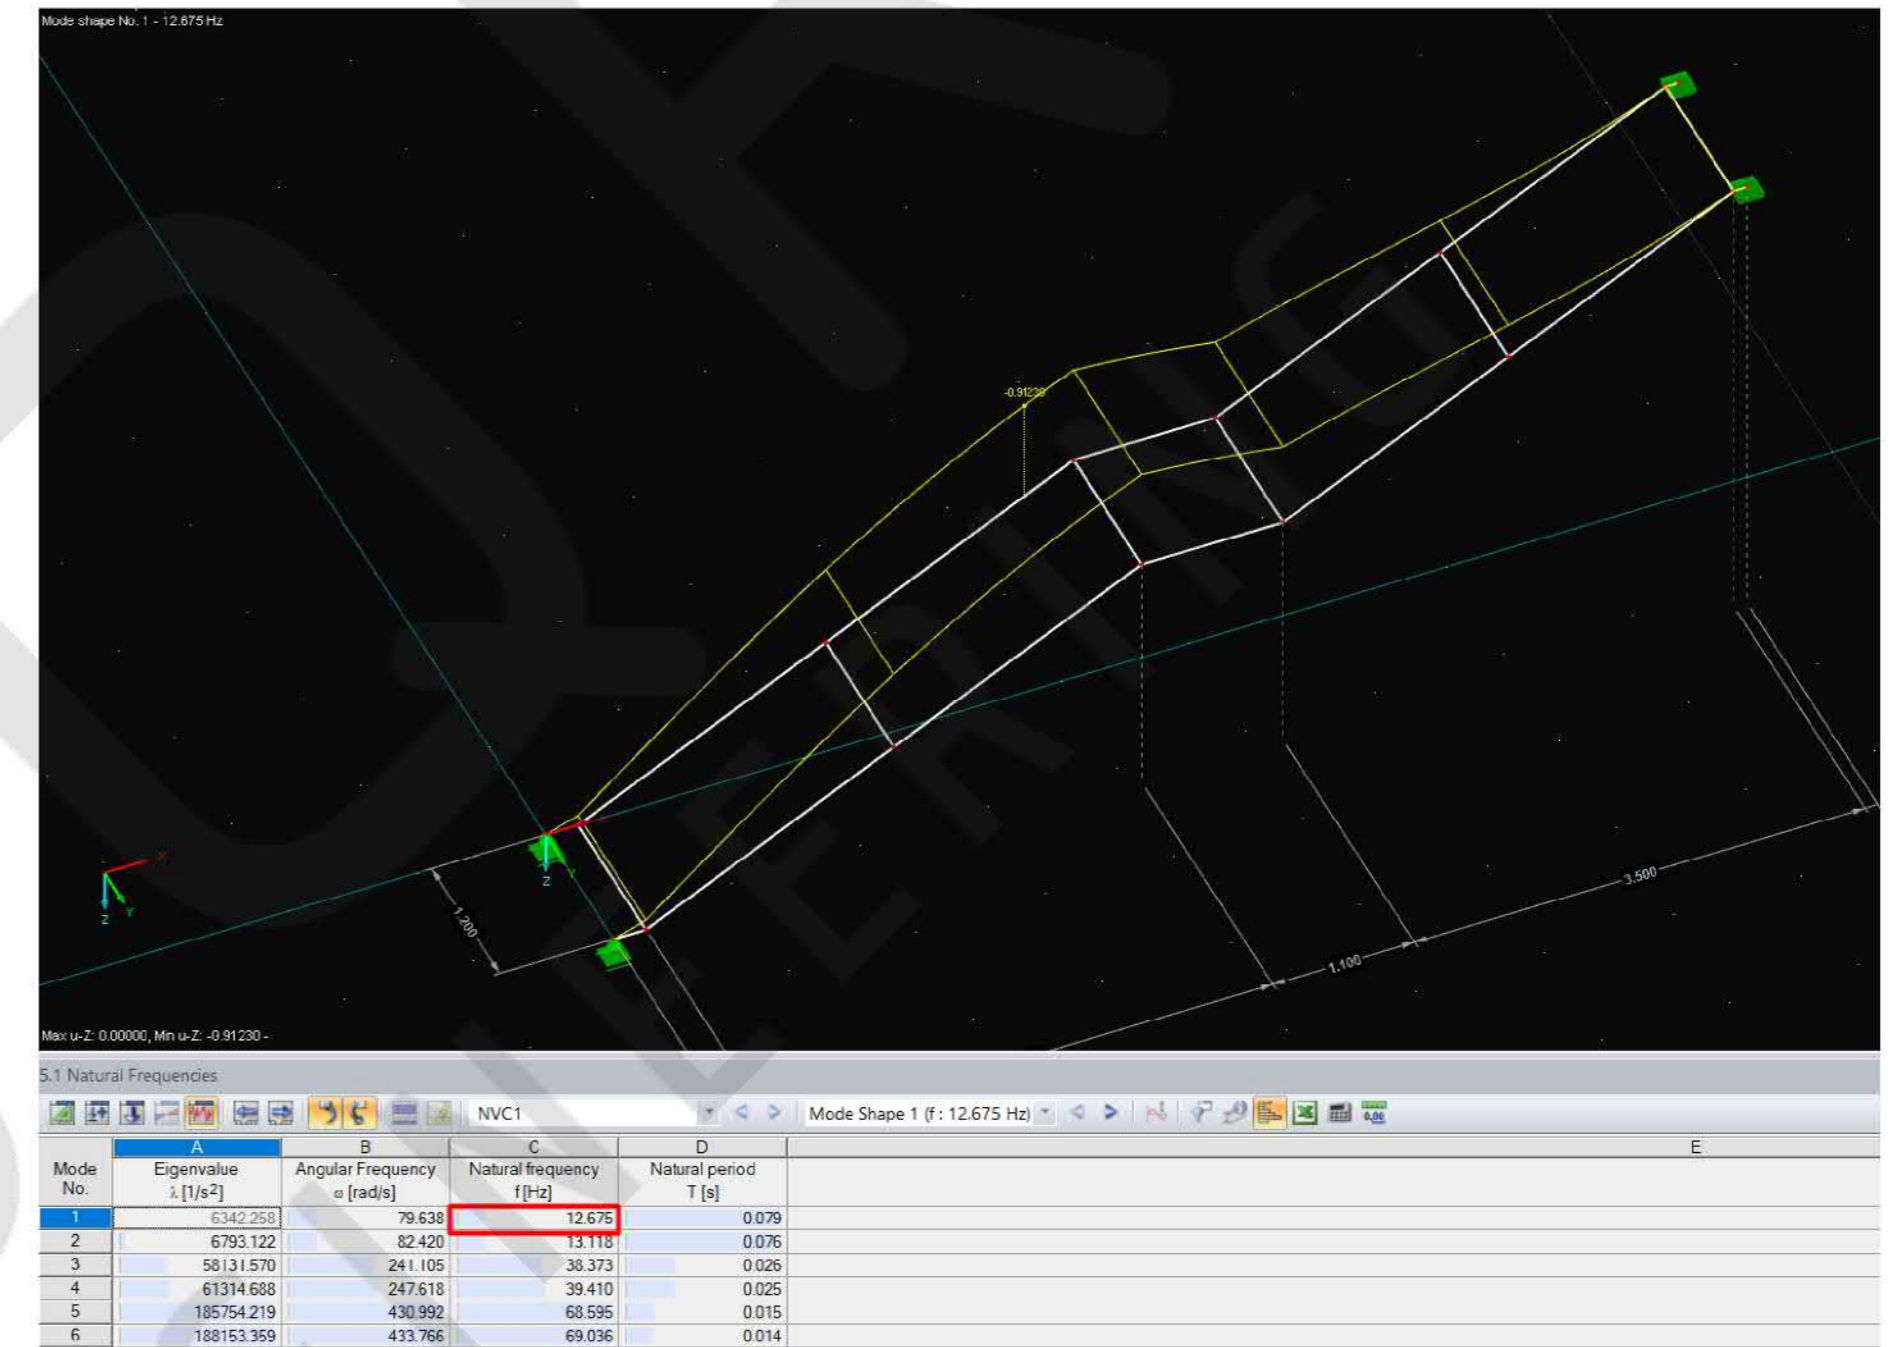 Mode shape No. 1 - 12.675 Hz
-0.91230
X
Z
Y
Z
Y
1.200
1.100
3.500
Max u-Z: 0.00000, Min u-Z: -0.91230 -
5.1 Natural Frequencies
NVC1 Mode Shape 1 (f : 12.675 Hz) 0,00
A B C D E
Mode No. Eigenvalue λ [1/s2] Angular Frequency ω [rad/s] Natural frequency f [Hz] Natural period T [s]
1 6342.258 79.638 12.675 0.079
2 6793.122 82.420 13.118 0.076
3 58131.570 241.105 38.373 0.026
4 61314.688 247.618 39.410 0.025
5 185754.219 430.992 68.595 0.015
6 188153.359 433.766 69.036 0.014